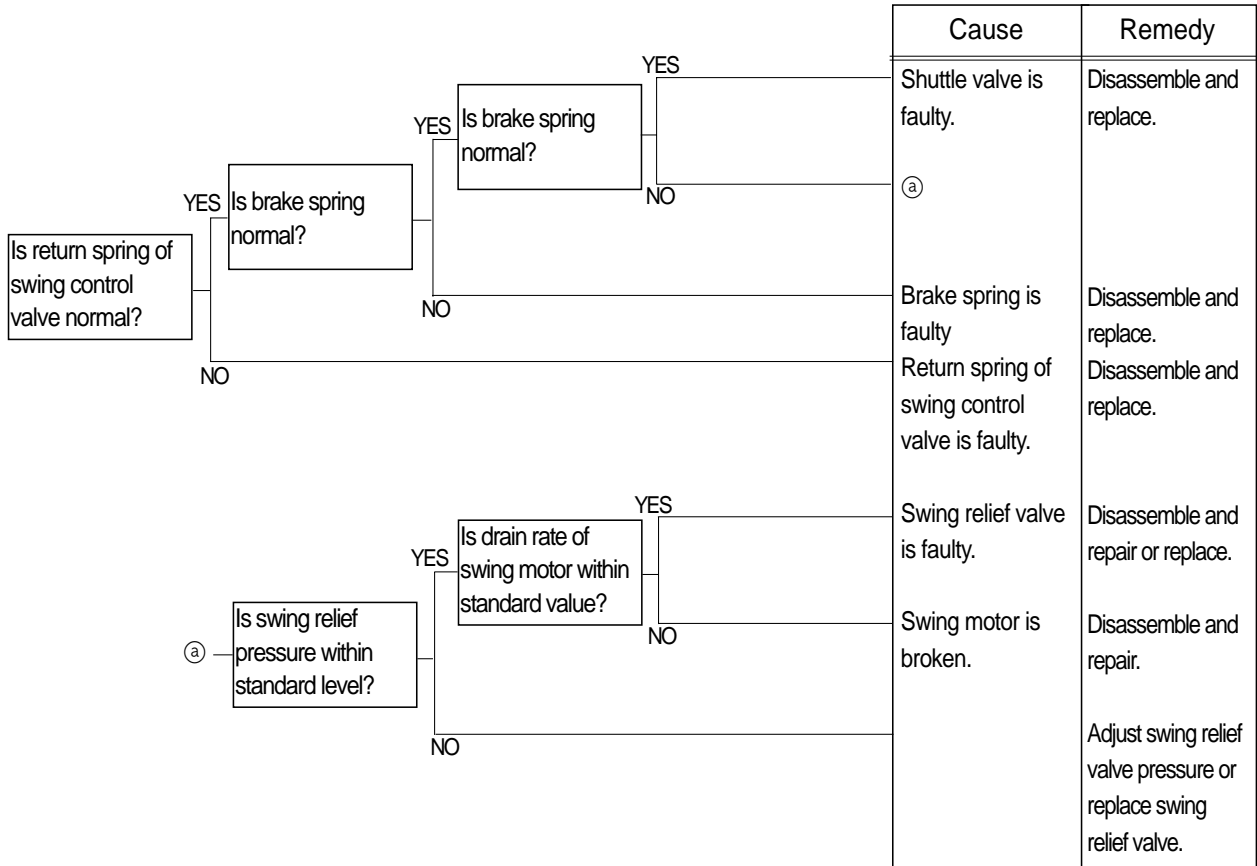 Cause
Remedy
YES
Shuttle valve is
faulty.
Disassemble and
replace.
YES
Is brake spring
normal?
NO
ⓐ
YES
Is brake spring
normal?
Is return spring of
swing control
valve normal?
NO
Brake spring is
faulty
Disassemble and
replace.
NO
Return spring of
swing control
valve is faulty.
Disassemble and
replace.
YES
Swing relief valve
is faulty.
Disassemble and
repair or replace.
YES
Is drain rate of
swing motor within
standard value?
NO
Swing motor is
broken.
Disassemble and
repair.
ⓐ
Is swing relief
pressure within
standard level?
NO
Adjust swing relief
valve pressure or
replace swing
relief valve.